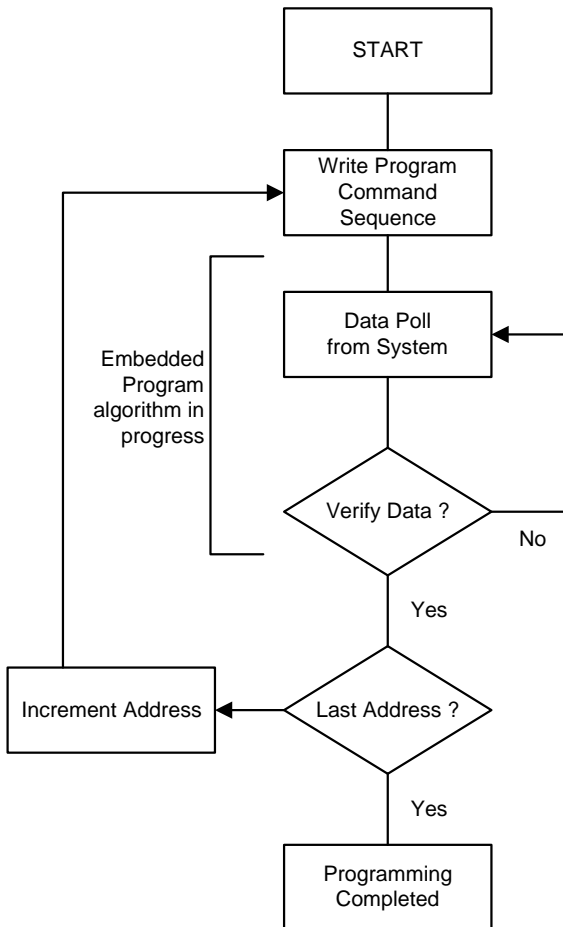 START
Write Program
Command
Sequence
Data Poll
from System
Embedded
Program
algorithm in
progress
Verify Data ?
No
Yes
Increment Address
Last Address ?
Yes
Programming
Completed